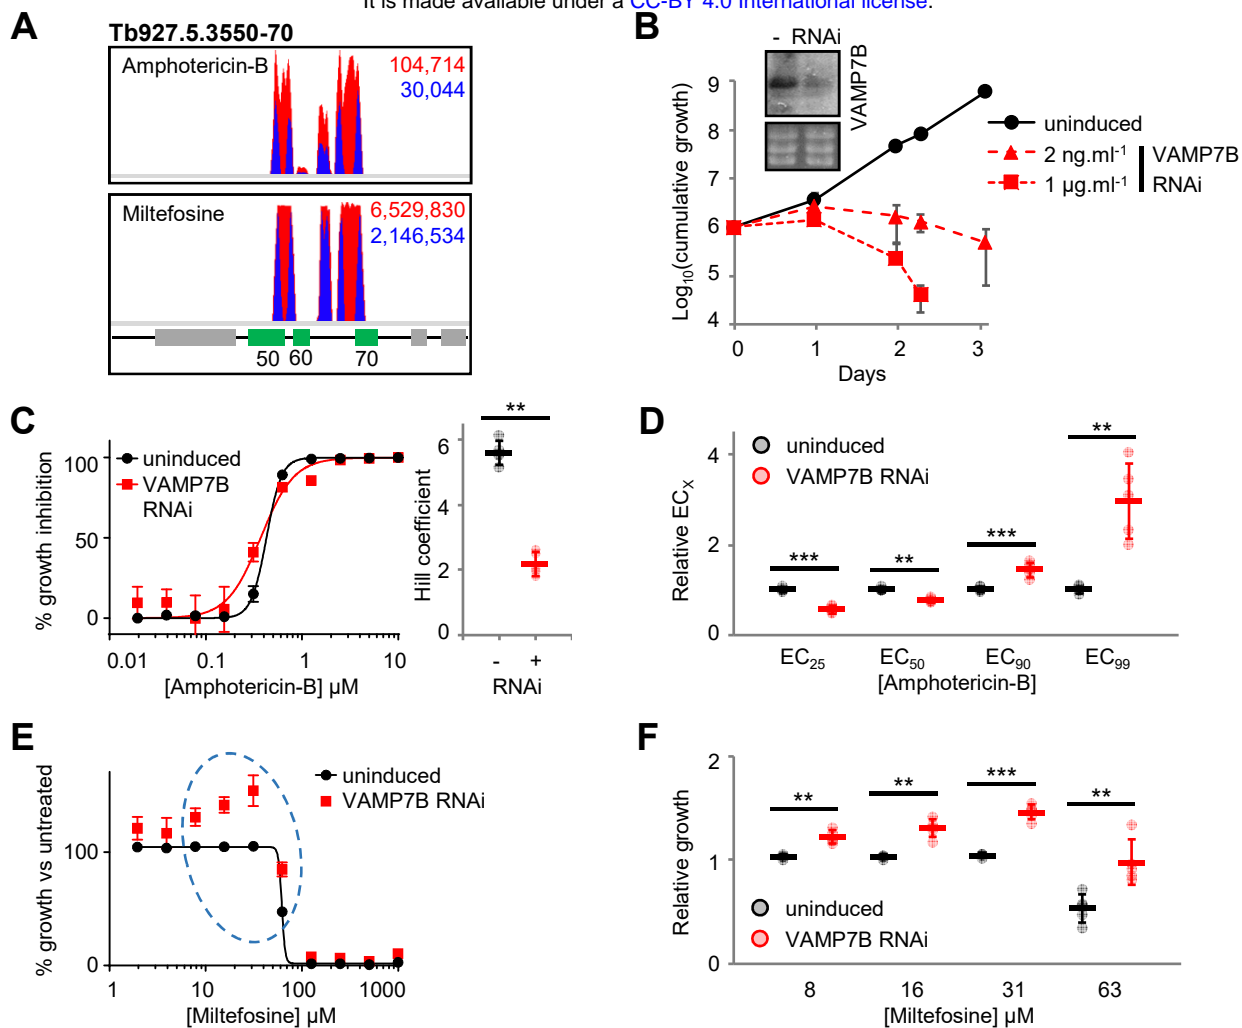 It is made available under a CC-BY 4.0 International license.
A
Tb927.5.3550-70
Amphotericin-B
104,714
30,044
Miltefosine
6,529,830
2,146,534
50 60 70
B
- RNAi
VAMP7B
Log10(cumulative growth)
9
8
7
6
5
4
0 1 2 3
Days
uninduced
2 ng.ml-1
1 µg.ml-1
VAMP7B
RNAi
C
% growth inhibition
100
50
0
uninduced
VAMP7B
RNAi
0.01 0.1 1 10
[Amphotericin-B] µM
**
Hill coefficient
6
4
2
0
- +
RNAi
D
Relative ECX
4
2
0
uninduced
VAMP7B RNAi
*** ** *** **
EC25 EC50 EC90 EC99
[Amphotericin-B]
E
% growth vs untreated
100
0
uninduced
VAMP7B RNAi
1 10 100 1000
[Miltefosine] µM
F
Relative growth
2
1
0
** ** *** **
uninduced
VAMP7B RNAi
8 16 31 63
[Miltefosine] µM